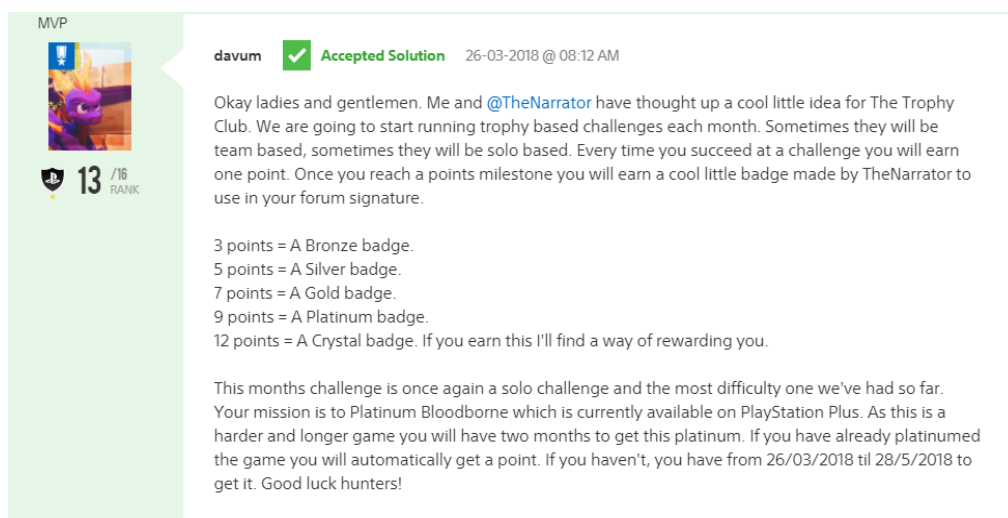 MVP
davum Accepted Solution 26-03-2018 @ 08:12 AM
13 /16 RANK
Okay ladies and gentlemen. Me and @TheNarrator have thought up a cool little idea for The Trophy
Club. We are going to start running trophy based challenges each month. Sometimes they will be
team based, sometimes they will be solo based. Every time you succeed at a challenge you will earn
one point. Once you reach a points milestone you will earn a cool little badge made by TheNarrator to
use in your forum signature.
3 points = A Bronze badge.
5 points = A Silver badge.
7 points = A Gold badge.
9 points = A Platinum badge.
12 points = A Crystal badge. If you earn this I'll find a way of rewarding you.
This months challenge is once again a solo challenge and the most difficulty one we've had so far.
Your mission is to Platinum Bloodborne which is currently available on PlayStation Plus. As this is a
harder and longer game you will have two months to get this platinum. If you have already platinumed
the game you will automatically get a point. If you haven't, you have from 26/03/2018 til 28/5/2018 to
get it. Good luck hunters!